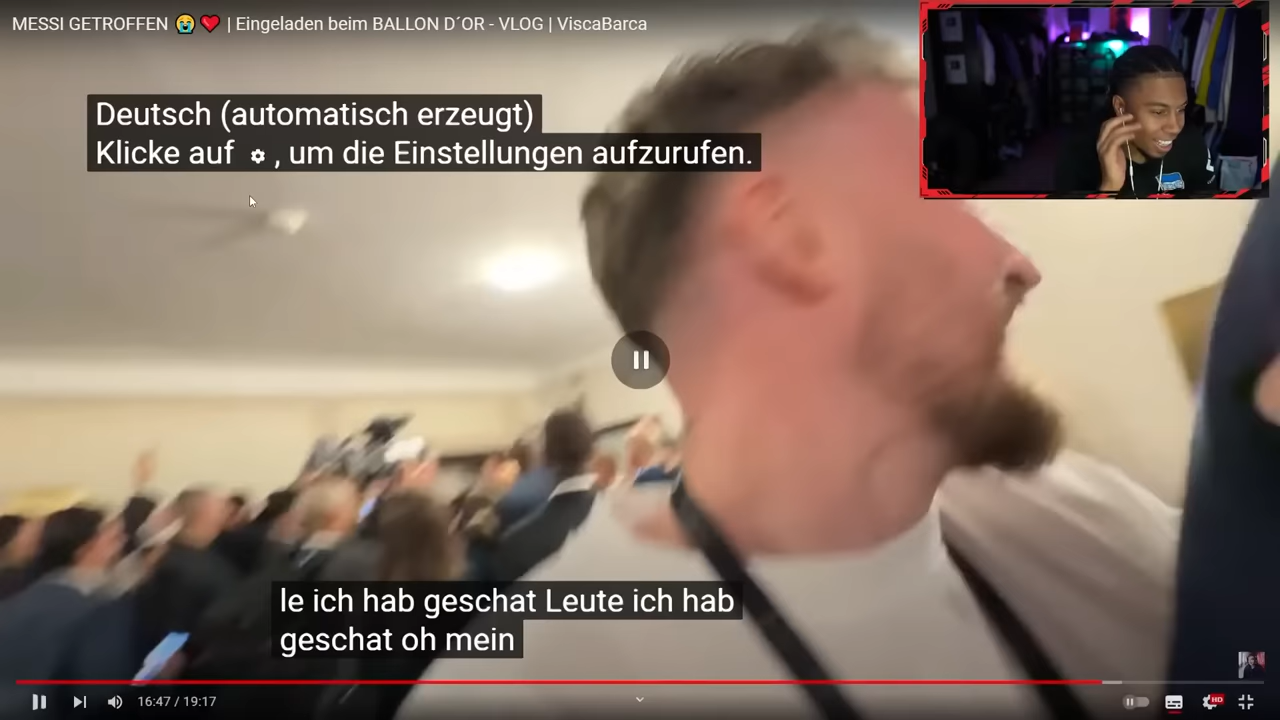 MESSI GETROFFEN 😭❤️ | Eingeladen beim BALLON D´OR - VLOG | ViscaBarca
Deutsch (automatisch erzeugt)
Klicke auf ⚙, um die Einstellungen aufzurufen.
le ich hab geschat Leute ich hab
geschat oh mein
16:47 / 19:17
HD